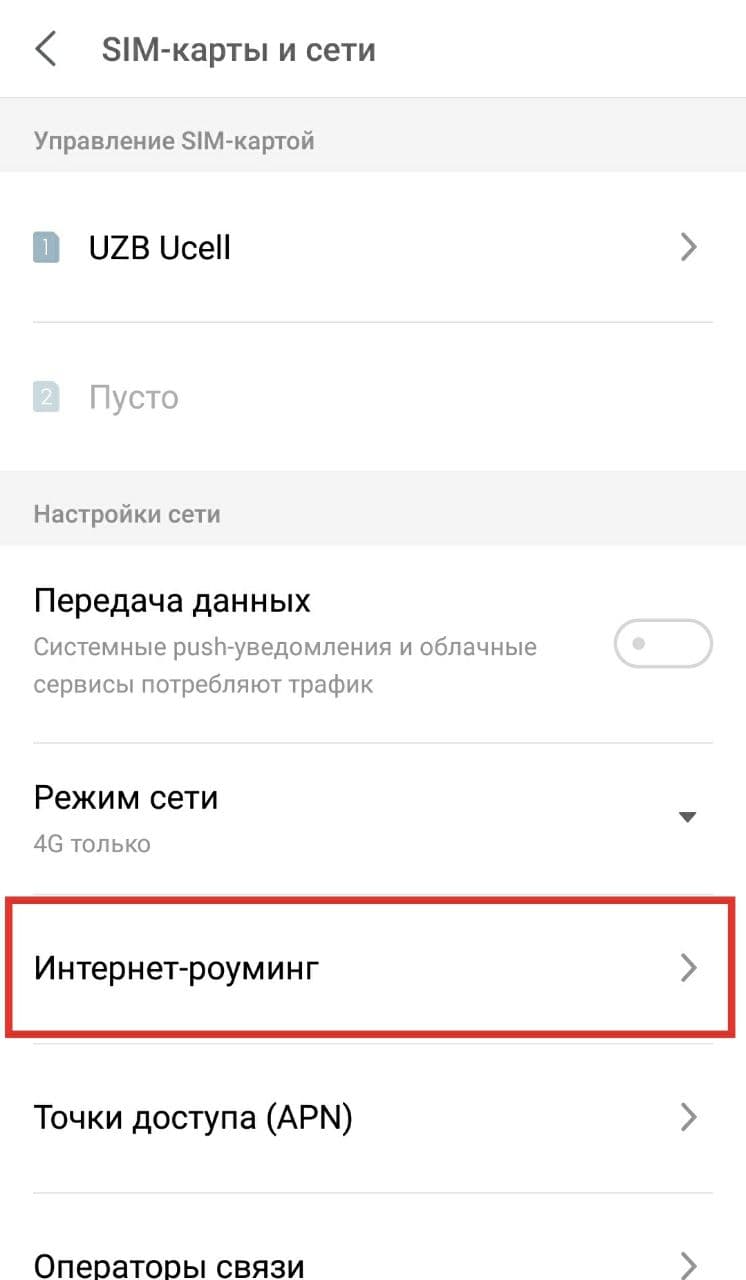 SIM-карты и сети
Управление SIM-картой
1 UZB Ucell
2 Пусто
Настройки сети
Передача данных
Системные push-уведомления и облачные
сервисы потребляют трафик
Режим сети
4G только
Интернет-роуминг
Точки доступа (APN)
Операторы связи